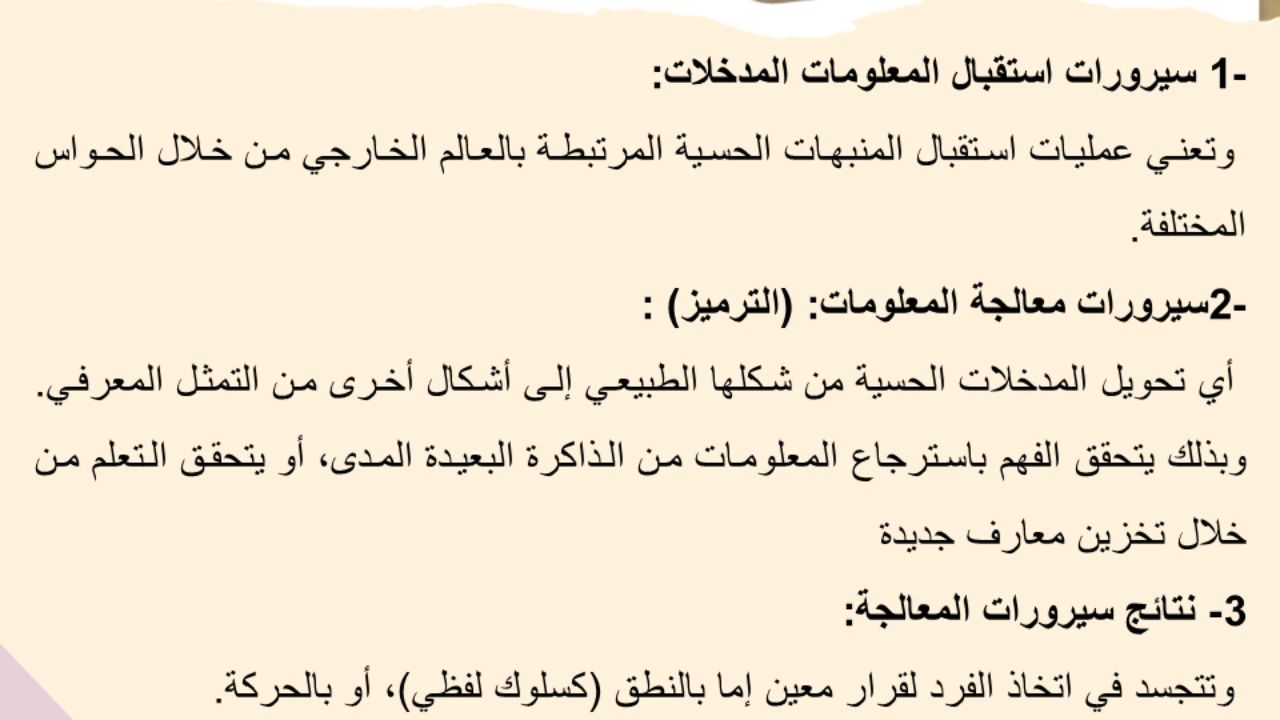 1- سيرورات استقبال المعلومات المدخلات:
وتعني عمليات استقبال المنبهات الحسية المرتبطة بالعالم الخارجي من خلال الحواس
المختلفة.
2-سيرورات معالجة المعلومات: (الترميز) :
أي تحويل المدخلات الحسية من شكلها الطبيعي إلى أشكال أخرى من التمثل المعرفي.
وبذلك يتحقق الفهم باسترجاع المعلومات من الذاكرة البعيدة المدى، أو يتحقق التعلم من
خلال تخزين معارف جديدة
3- نتائج سيرورات المعالجة:
وتتجسد في اتخاذ الفرد لقرار معين إما بالنطق (كسلوك لفظي)، أو بالحركة.